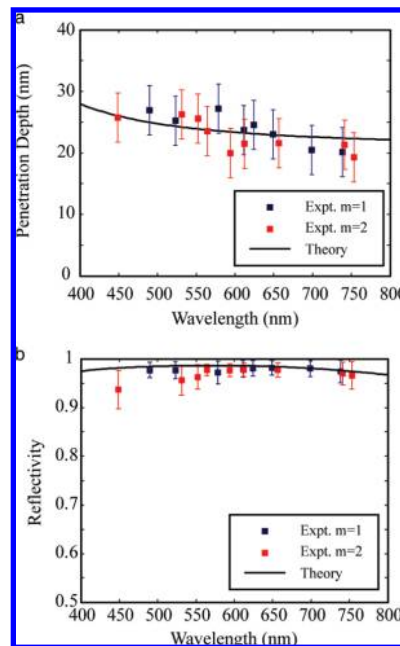 a
40
30
20
10
0
Penetration Depth (nm)
Expt. m=1
Expt. m=2
Theory
400 450 500 550 600 650 700 750 800
Wavelength (nm)
b
1
0.9
0.8
0.7
0.6
0.5
Reflectivity
Expt. m=1
Expt. m=2
Theory
400 450 500 550 600 650 700 750 800
Wavelength (nm)